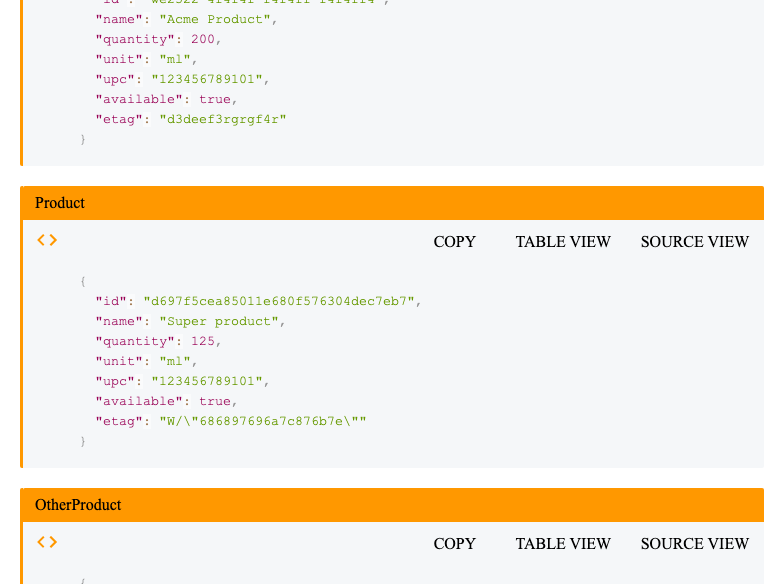 "name": "Acme Product",
"quantity": 200,
"unit": "ml",
"upc": "123456789101",
"available": true,
"etag": "d3deef3rgrgf4r"
}
Product
<> COPY TABLE VIEW SOURCE VIEW
{
"id": "d697f5cea85011e680f576304dec7eb7",
"name": "Super product",
"quantity": 125,
"unit": "ml",
"upc": "123456789101",
"available": true,
"etag": "W/\"686897696a7c876b7e\""
}
OtherProduct
<> COPY TABLE VIEW SOURCE VIEW
{